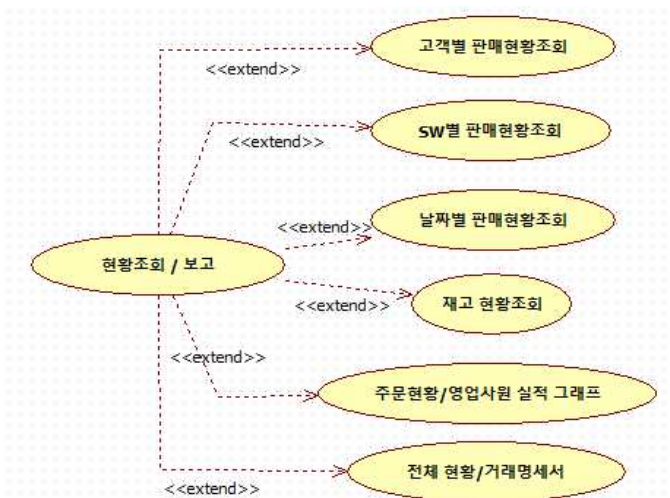 고객별 판매현황조회
<<extend>>
SW별 판매현황조회
<<extend>>
날짜별 판매현황조회
<<extend>>
현황조회 / 보고
재고 현황조회
<<extend>>
<<extend>>
주문현황/영업사원 실적 그래프
전체 현황/거래명세서
<<extend>>